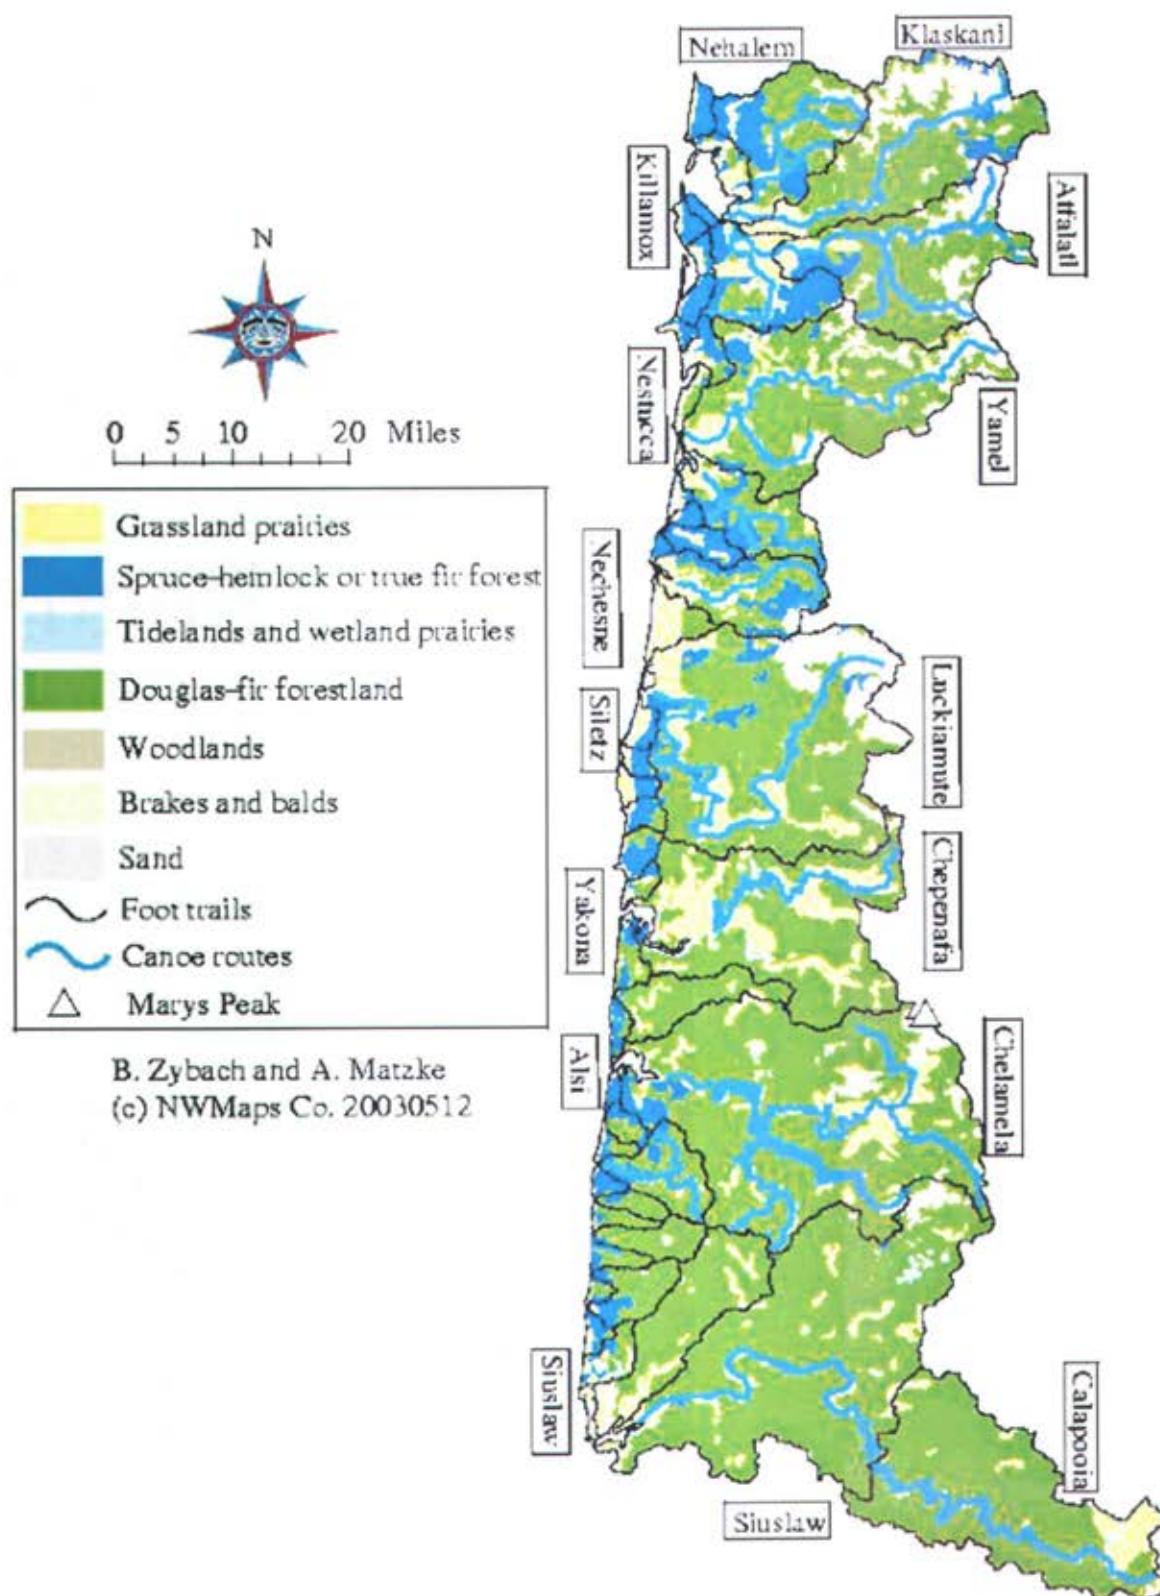 Nehalem
Klaskani
Killamox
Atfalatl
N
Nestucca
Yamel
0 5 10 20 Miles
Grassland prairies
Spruce-hemlock or true fir forest
Tidelands and wetland prairies
Douglas-fir forestland
Woodlands
Brakes and balds
Sand
Foot trails
Canoe routes
Marys Peak
Nechesne
Luckiamute
Siletz
Chepenafa
Yakona
Chelamela
Alsi
B. Zybach and A. Matzke
(c) NWMaps Co. 20030512
Siuslaw
Calapooia
Siuslaw